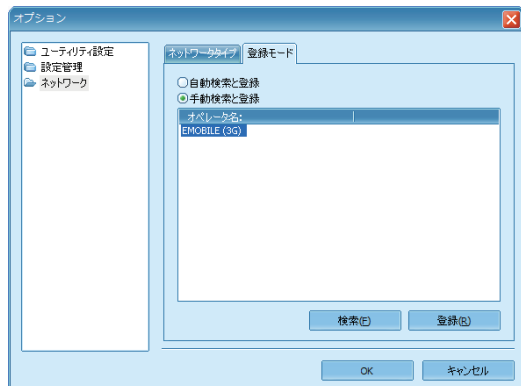 オプション
ユーティリティ設定
設定管理
ネットワーク
ネットワークタイプ 登録モード
自動検索と登録
手動検索と登録
オペレータ名:
EMOBILE (3G)
検索(F) 登録(R)
OK キャンセル